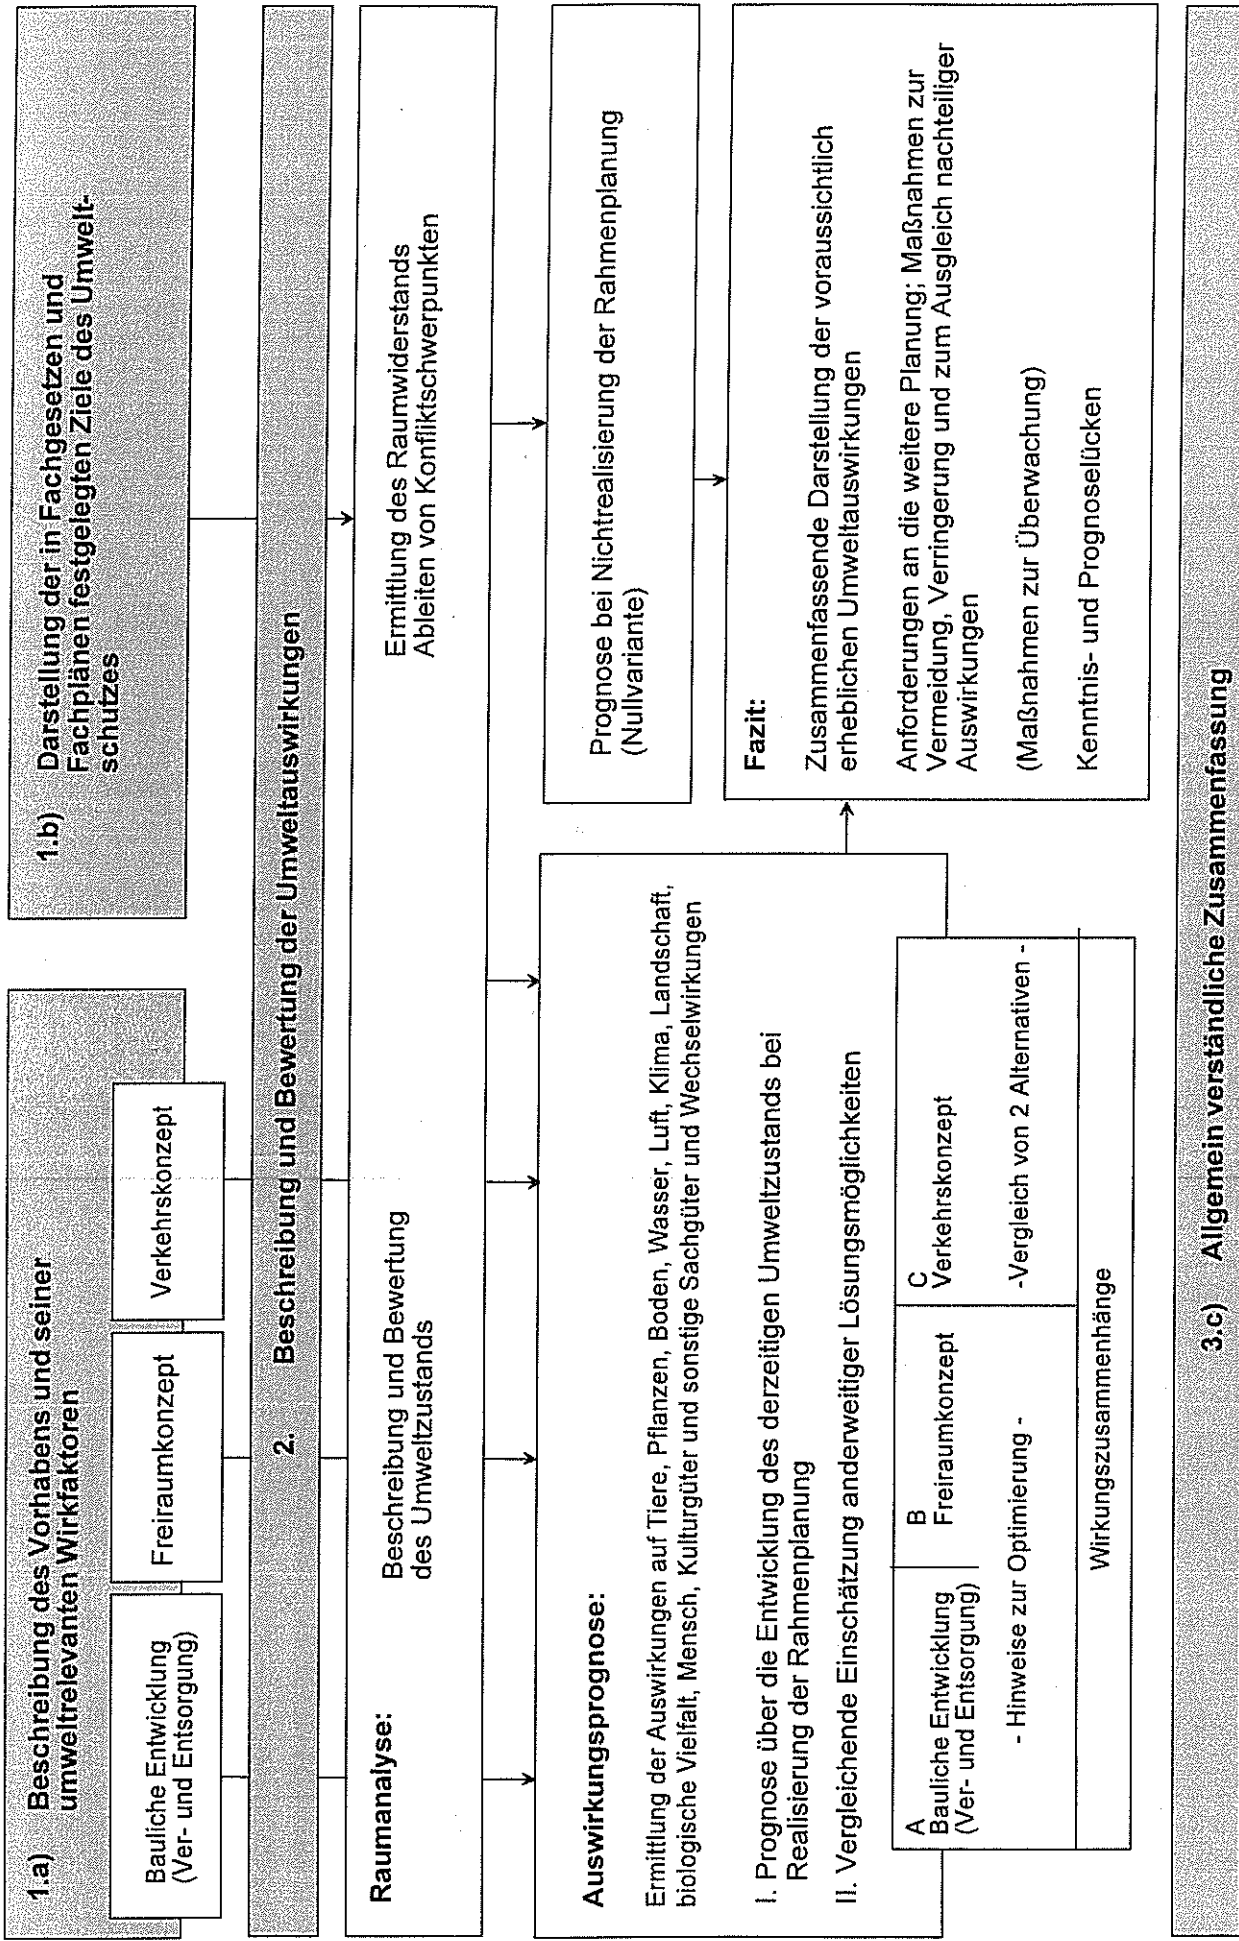 1.a) Beschreibung des Vorhabens und seiner
umweltrelevanten Wirkfaktoren
Bauliche Entwicklung
(Ver- und Entsorgung)
Freiraumkonzept
Verkehrskonzept
1.b) Darstellung der in Fachgesetzen und
Fachplänen festgelegten Ziele des Umwelt-
schutzes
2. Beschreibung und Bewertung der Umweltauswirkungen
Raumanalyse:
Beschreibung und Bewertung
des Umweltzustands
Ermittlung des Raumwiderstands
Ableiten von Konfliktschwerpunkten
Auswirkungsprognose:
Ermittlung der Auswirkungen auf Tiere, Pflanzen, Boden, Wasser, Luft, Klima, Landschaft,
biologische Vielfalt, Mensch, Kulturgüter und sonstige Sachgüter und Wechselwirkungen
I. Prognose über die Entwicklung des derzeitigen Umweltzustands bei
Realisierung der Rahmenplanung
II. Vergleichende Einschätzung anderweitiger Lösungsmöglichkeiten
A
Bauliche Entwicklung
(Ver- und Entsorgung)
B
Freiraumkonzept
- Hinweise zur Optimierung -
C
Verkehrskonzept
-Vergleich von 2 Alternativen -
Wirkungszusammenhänge
Prognose bei Nichtrealisierung der Rahmenplanung
(Nullvariante)
Fazit:
Zusammenfassende Darstellung der voraussichtlich
erheblichen Umweltauswirkungen
Anforderungen an die weitere Planung; Maßnahmen zur
Vermeidung, Verringerung und zum Ausgleich nachteiliger
Auswirkungen
(Maßnahmen zur Überwachung)
Kenntnis- und Prognoselücken
3.c) Allgemein verständliche Zusammenfassung